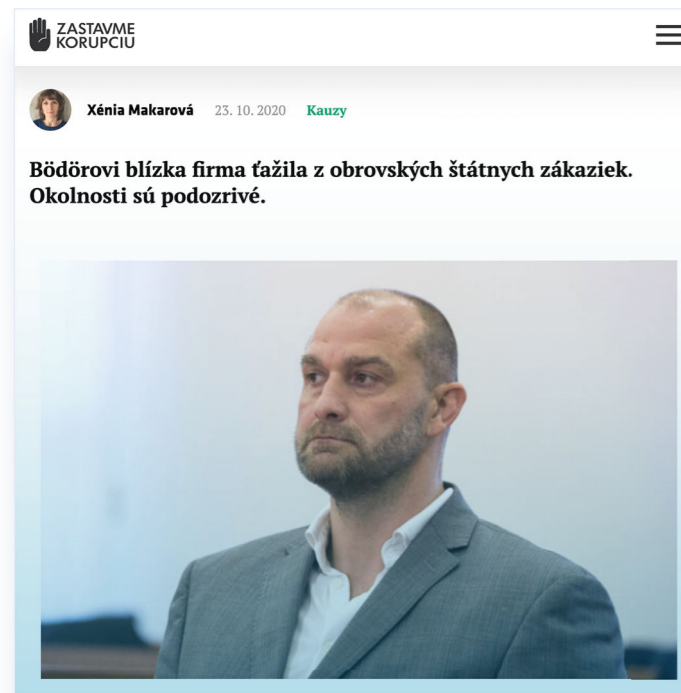 ZASTAVME
KORUPCIU
Xénia Makarová 23. 10. 2020 Kauzy
Bödörovi blízka firma ťažila z obrovských štátnych zákaziek.
Okolnosti sú podozrivé.